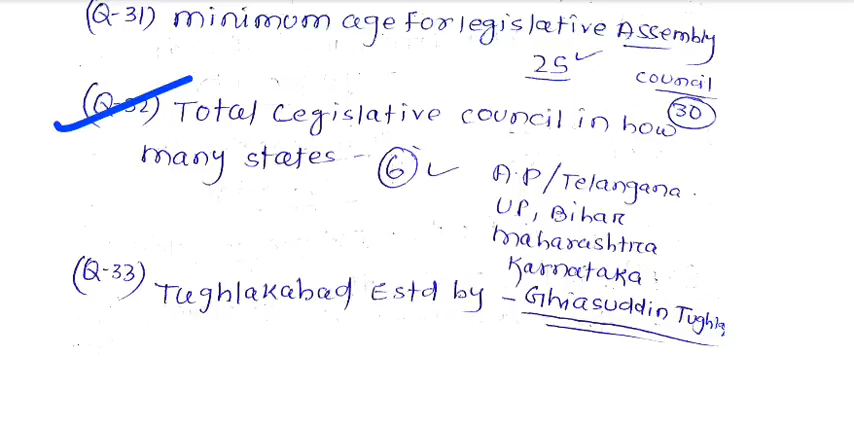 (Q-31) minimum age for legislative Assembly
25 ✓
council
30
(Q-32) Total Legislative council in how
many states - 6 ✓
A.P/Telangana.
UP, Bihar
maharashtra
Karnataka.
(Q-33) Tughlakabad Estd by - Ghiasuddin Tughla